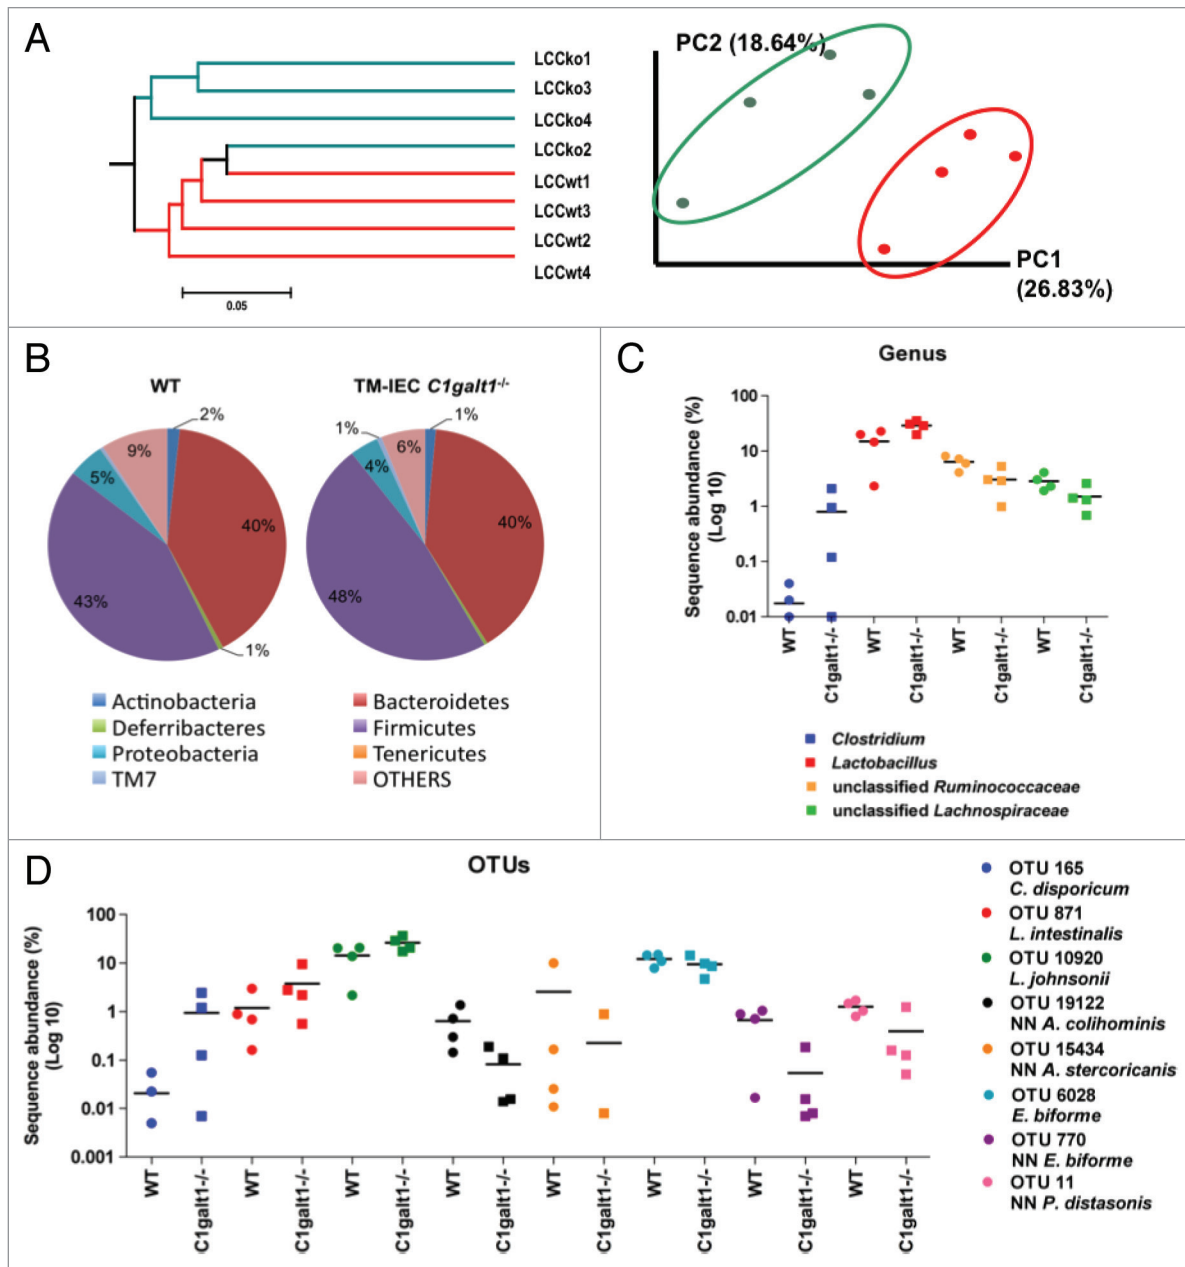 A
LCCko1
LCCko3
LCCko4
LCCko2
LCCwt1
LCCwt3
LCCwt2
LCCwt4
0.05
PC2 (18.64%)
PC1
(26.83%)
B
WT
2%
9%
5%
40%
43%
1%
TM-IEC C1galt1-/-
1%
1%
6%
4%
40%
48%
Actinobacteria
Bacteroidetes
Deferribacteres
Firmicutes
Proteobacteria
Tenericutes
TM7
OTHERS
C
Genus
Sequence abundance (%)
(Log 10)
100
10
1
0.1
0.01
WT
C1galt1-/-
WT
C1galt1-/-
WT
C1galt1-/-
WT
C1galt1-/-
Clostridium
Lactobacillus
unclassified Ruminococcaceae
unclassified Lachnospiraceae
D
OTUs
Sequence abundance (%)
(Log 10)
100
10
1
0.1
0.01
0.001
WT
C1galt1-/-
WT
C1galt1-/-
WT
C1galt1-/-
WT
C1galt1-/-
WT
C1galt1-/-
WT
C1galt1-/-
WT
C1galt1-/-
WT
C1galt1-/-
OTU 165
C. disporicum
OTU 871
L. intestinalis
OTU 10920
L. johnsonii
OTU 19122
NN A. colihominis
OTU 15434
NN A. stercoricanis
OTU 6028
E. biforme
OTU 770
NN E. biforme
OTU 11
NN P. distasonis